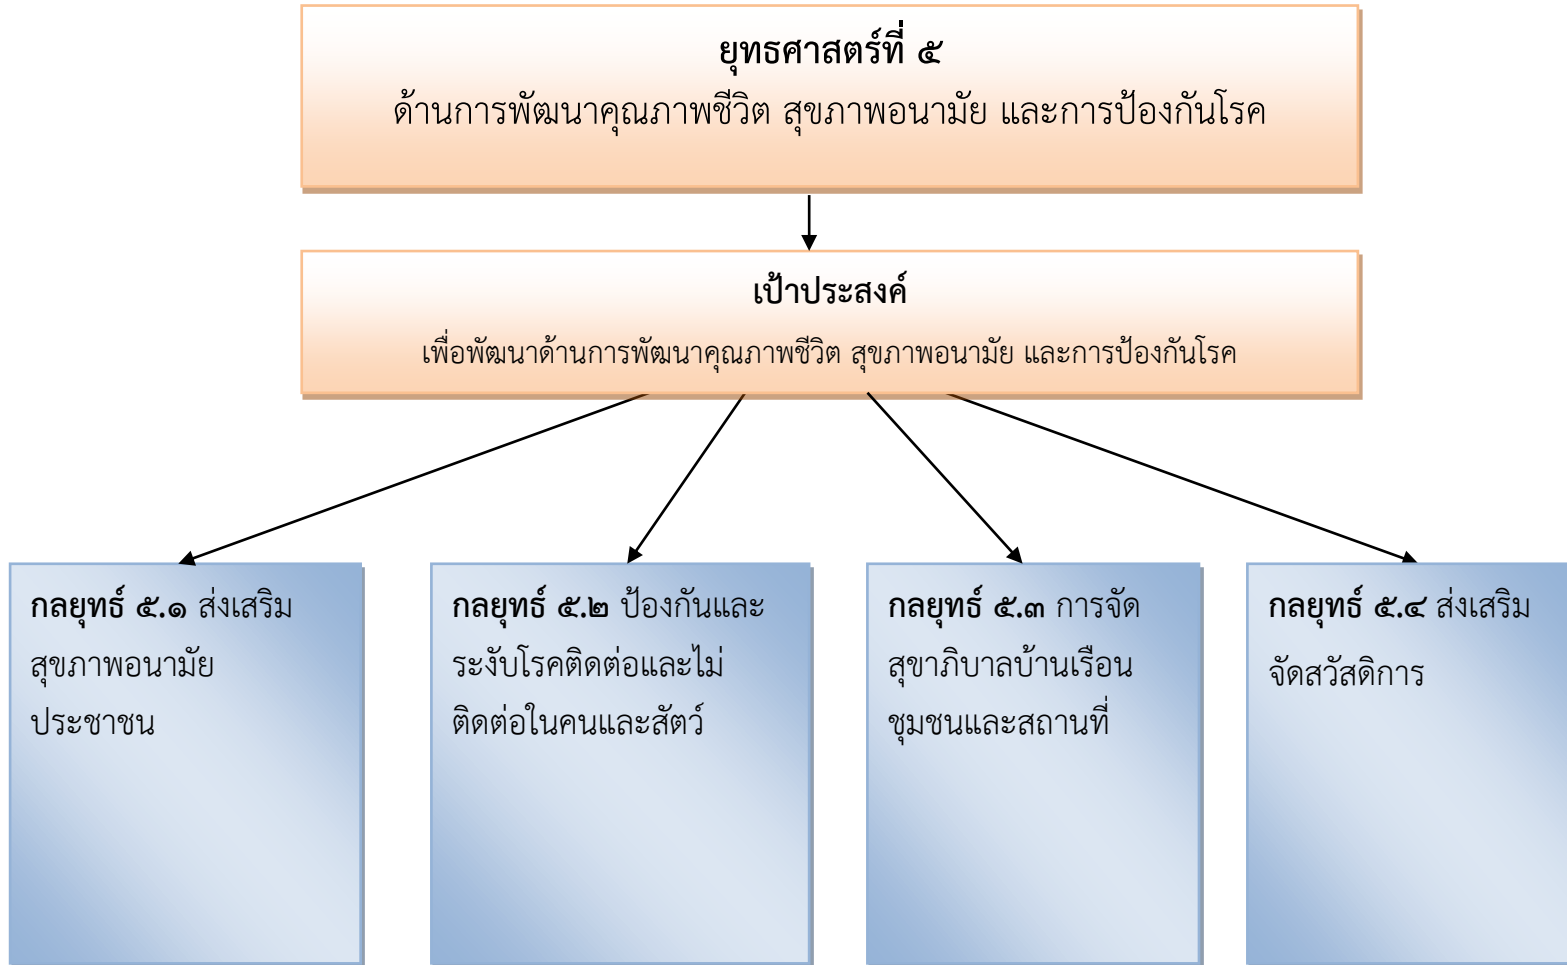 ยุทธศาสตร์ที่ ๕
ด้านการพัฒนาคุณภาพชีวิต สุขภาพอนามัย และการป้องกันโรค
เป้าประสงค์
เพื่อพัฒนาด้านการพัฒนาคุณภาพชีวิต สุขภาพอนามัย และการป้องกันโรค
กลยุทธ์ ๕.๑ ส่งเสริม
สุขภาพอนามัย
ประชาชน
กลยุทธ์ ๕.๒ ป้องกันและ
ระงับโรคติดต่อและไม่
ติดต่อในคนและสัตว์
กลยุทธ์ ๕.๓ การจัด
สุขาภิบาลบ้านเรือน
ชุมชนและสถานที่
กลยุทธ์ ๕.๔ ส่งเสริม
จัดสวัสดิการ